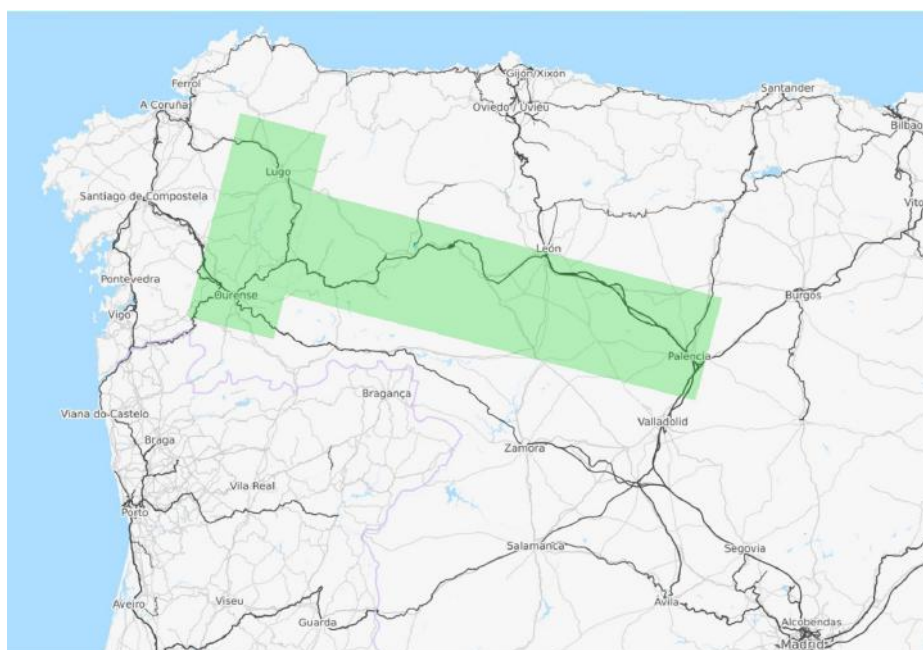 Ferrol
A Coruña
Gijón/Xixón
Oviedo / Uviéu
Santander
Bilbao
Lugo
Santiago de Compostela
Vito
León
Pontevedra
Ourense
Burgos
Vigo
Palencia
Bragança
Viana do Castelo
Valladolid
Braga
Zamora
Vila Real
Porto
Salamanca
Segovia
Aveiro
Viseu
Ávila
Guarda
Alcobendas
Madrid